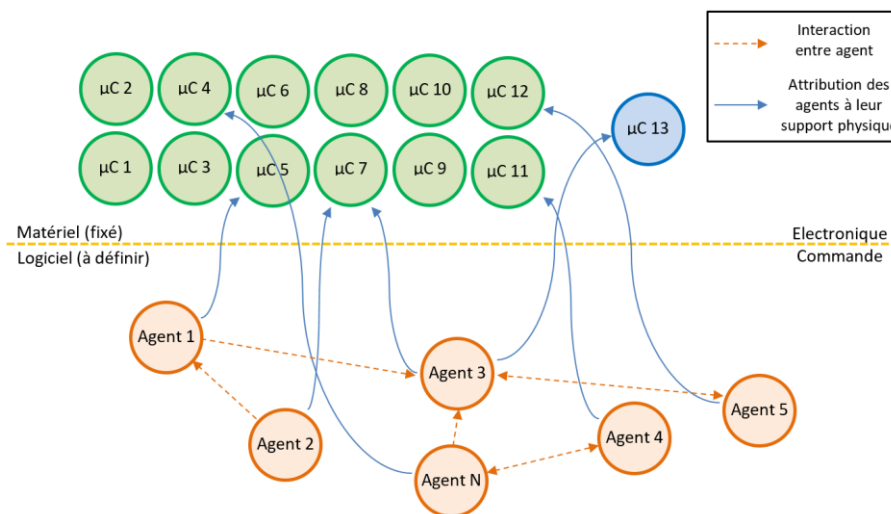 Interaction
entre agent
Attribution des
agents à leur
support physique
µC 2
µC 4
µC 6
µC 8
µC 10
µC 12
µC 13
µC 1
µC 3
µC 5
µC 7
µC 9
µC 11
Matériel (fixé)
Electronique
Logiciel (à définir)
Commande
Agent 1
Agent 3
Agent 5
Agent 2
Agent 4
Agent N